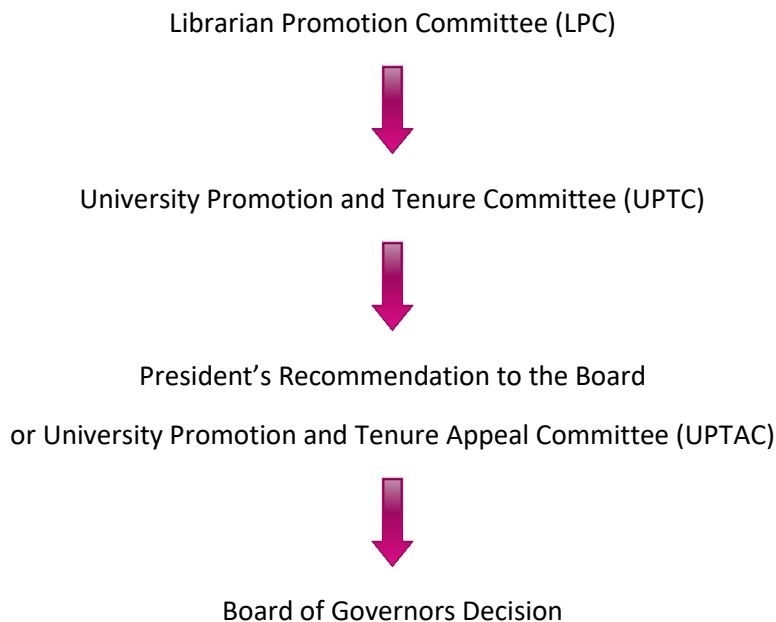 Librarian Promotion Committee (LPC)
University Promotion and Tenure Committee (UPTC)
President’s Recommendation to the Board
or University Promotion and Tenure Appeal Committee (UPTAC)
Board of Governors Decision